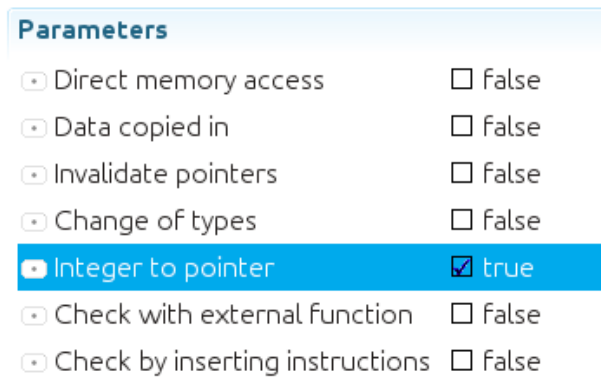 Parameters
Direct memory access false
Data copied in false
Invalidate pointers false
Change of types false
Integer to pointer true
Check with external function false
Check by inserting instructions false